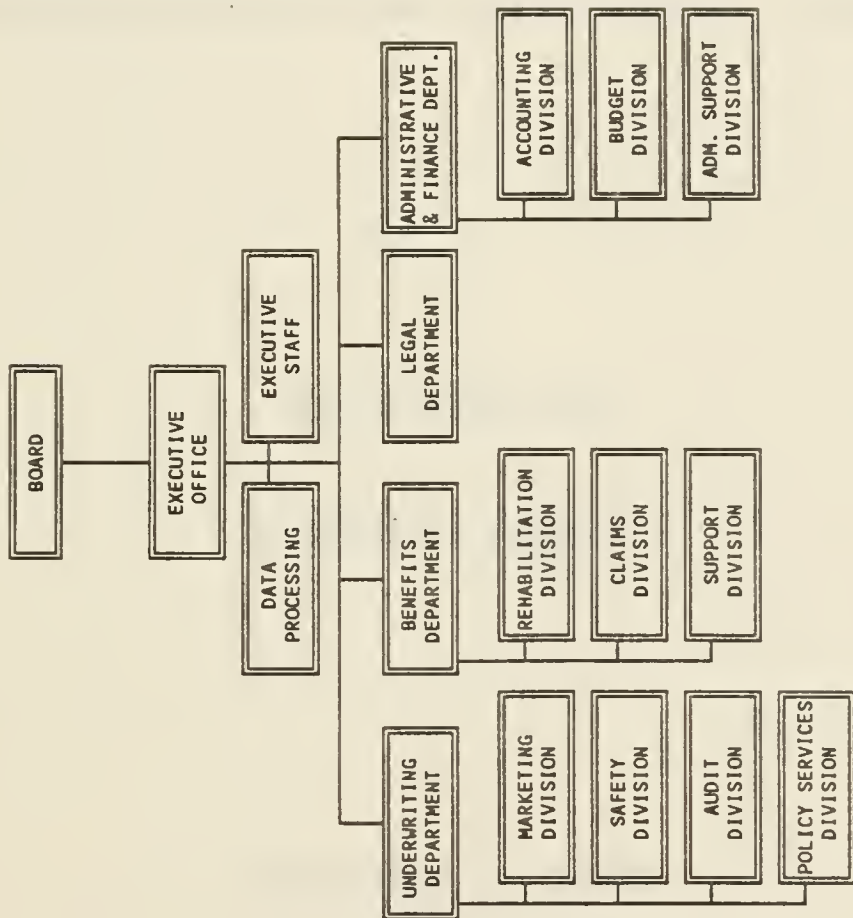 BOARD
EXECUTIVE
OFFICE
DATA
PROCESSING
EXECUTIVE
STAFF
UNDERWRITING
DEPARTMENT
BENEFITS
DEPARTMENT
LEGAL
DEPARTMENT
ADMINISTRATIVE
& FINANCE DEPT.
MARKETING
DIVISION
SAFETY
DIVISION
AUDIT
DIVISION
POLICY SERVICES
DIVISION
REHABILITATION
DIVISION
CLAIMS
DIVISION
SUPPORT
DIVISION
ACCOUNTING
DIVISION
BUDGET
DIVISION
ADM. SUPPORT
DIVISION